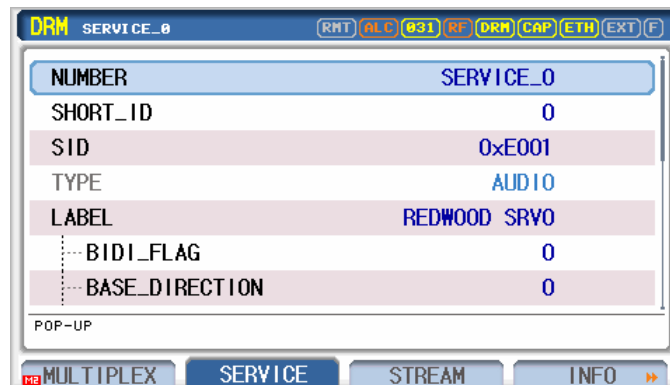 DRM SERVICE_0 RMT ALC 031 RF DRM CAP ETH EXT F
NUMBER SERVICE_0
SHORT_ID 0
SID 0xE001
TYPE AUDIO
LABEL REDWOOD SRV0
BIDI_FLAG 0
BASE_DIRECTION 0
POP-UP
M2 MULTIPLEX SERVICE STREAM INFO